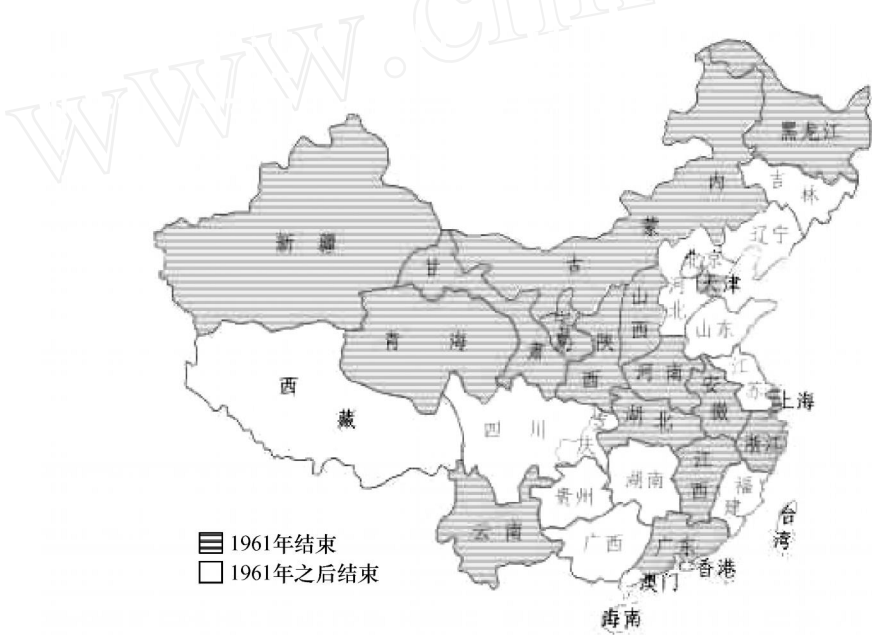 www.
黑龙江
吉林
内蒙古
辽宁
新疆
北京
甘肃
天津
河北
山西
山东
宁夏
陕西
青海
河南
江苏
西藏
安徽
上海
四川
湖北
浙江
江西
湖南
福建
贵州
云南
广西
广东
台湾
香港
澳门
海南
1961年结束
1961年之后结束